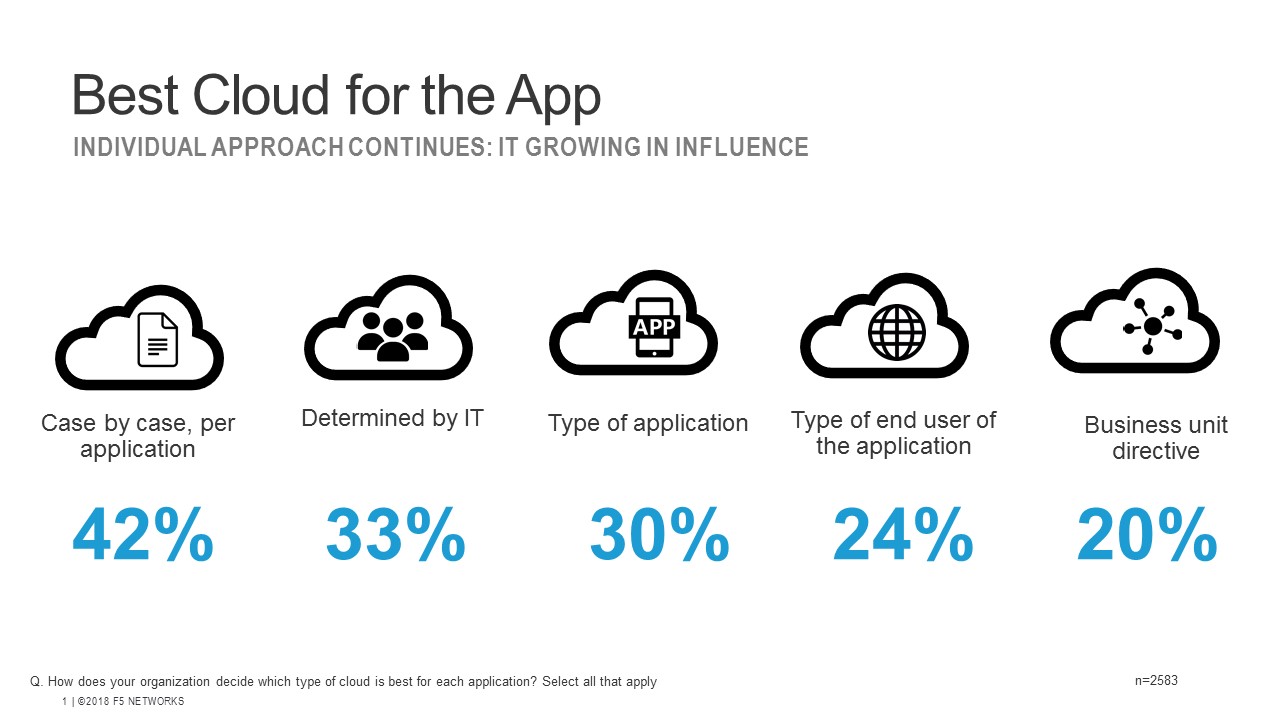 Best Cloud for the App
INDIVIDUAL APPROACH CONTINUES: IT GROWING IN INFLUENCE
APP
Case by case, per
application
Determined by IT
Type of application
Type of end user of
the application
Business unit
directive
42%
33%
30%
24%
20%
Q. How does your organization decide which type of cloud is best for each application? Select all that apply
n=2583
1 | ©2018 F5 NETWORKS